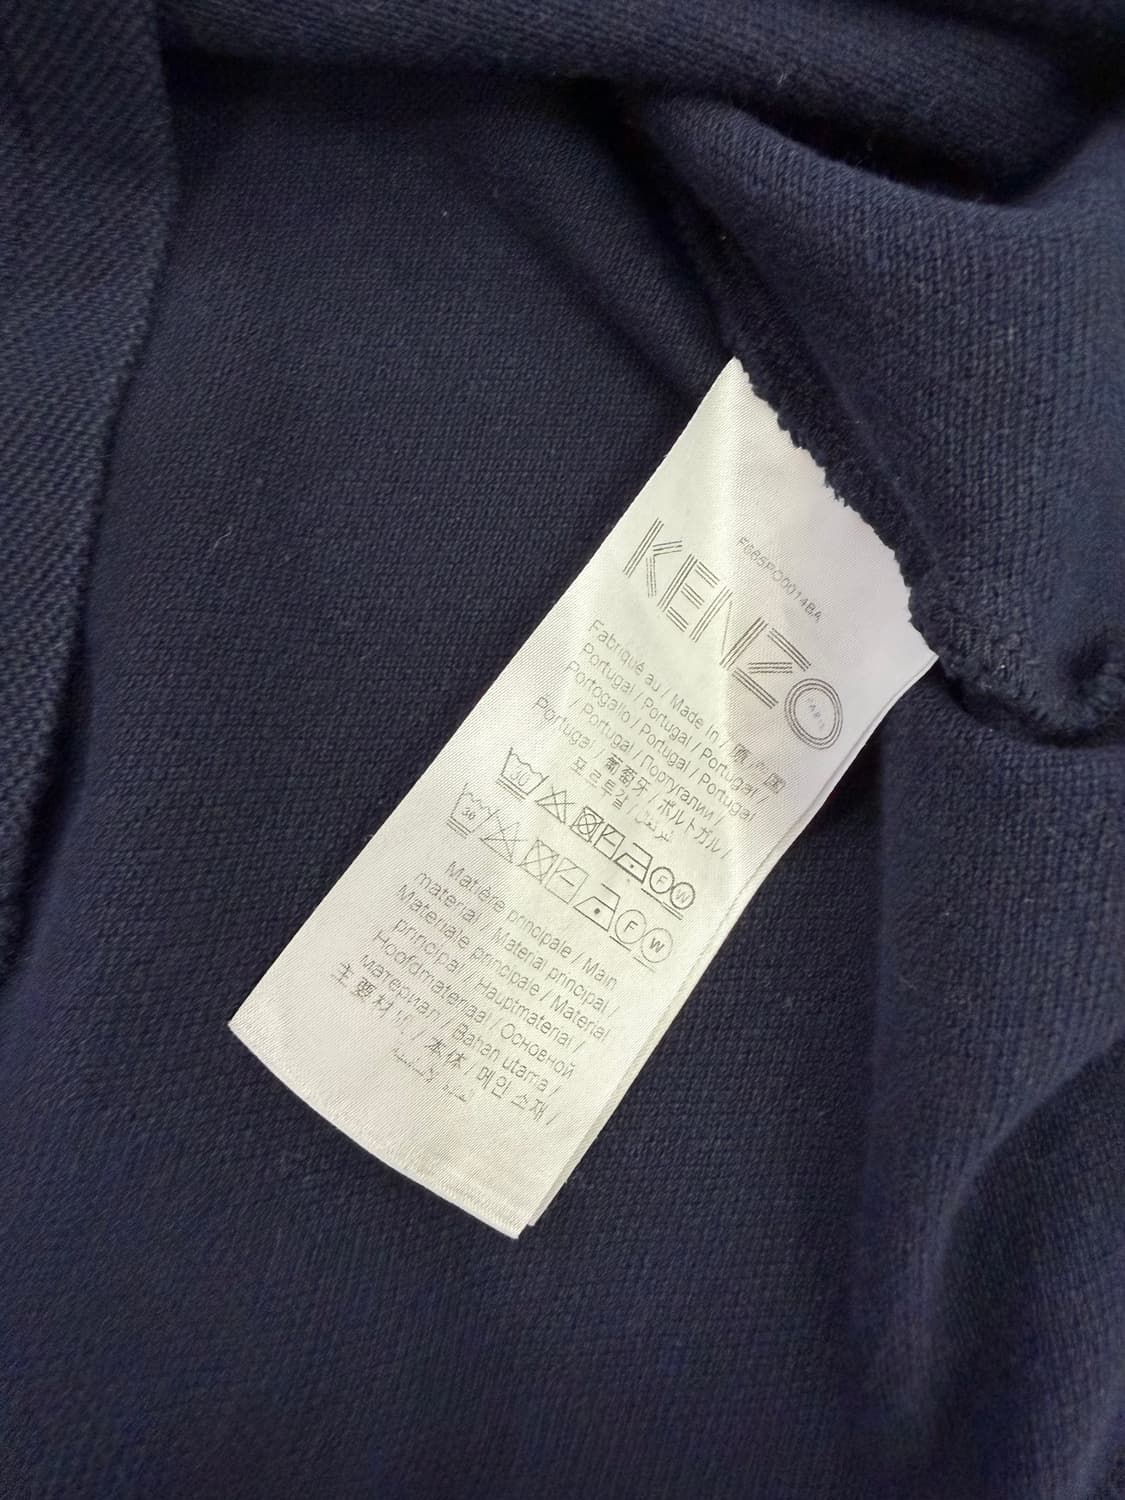 F665PO0014BA
KENZO
PARIS
Fabriqué au / Made in / 原产国
Portugal / Portugal / Portugal /
Portogallo / Portugal / Portugal
/ Portugal / Португалия /
Portugal / 葡萄牙 / ポルトガル /
포르투갈 / البرتغال
30 F W
30 F W
Matière principale / Main
material / Material principal /
Materiale principale / Material
principal / Hauptmaterial /
Hoofdmateriaal / Основной
материал / Bahan utama /
主要材料 / 本体 / 메인 소재 /